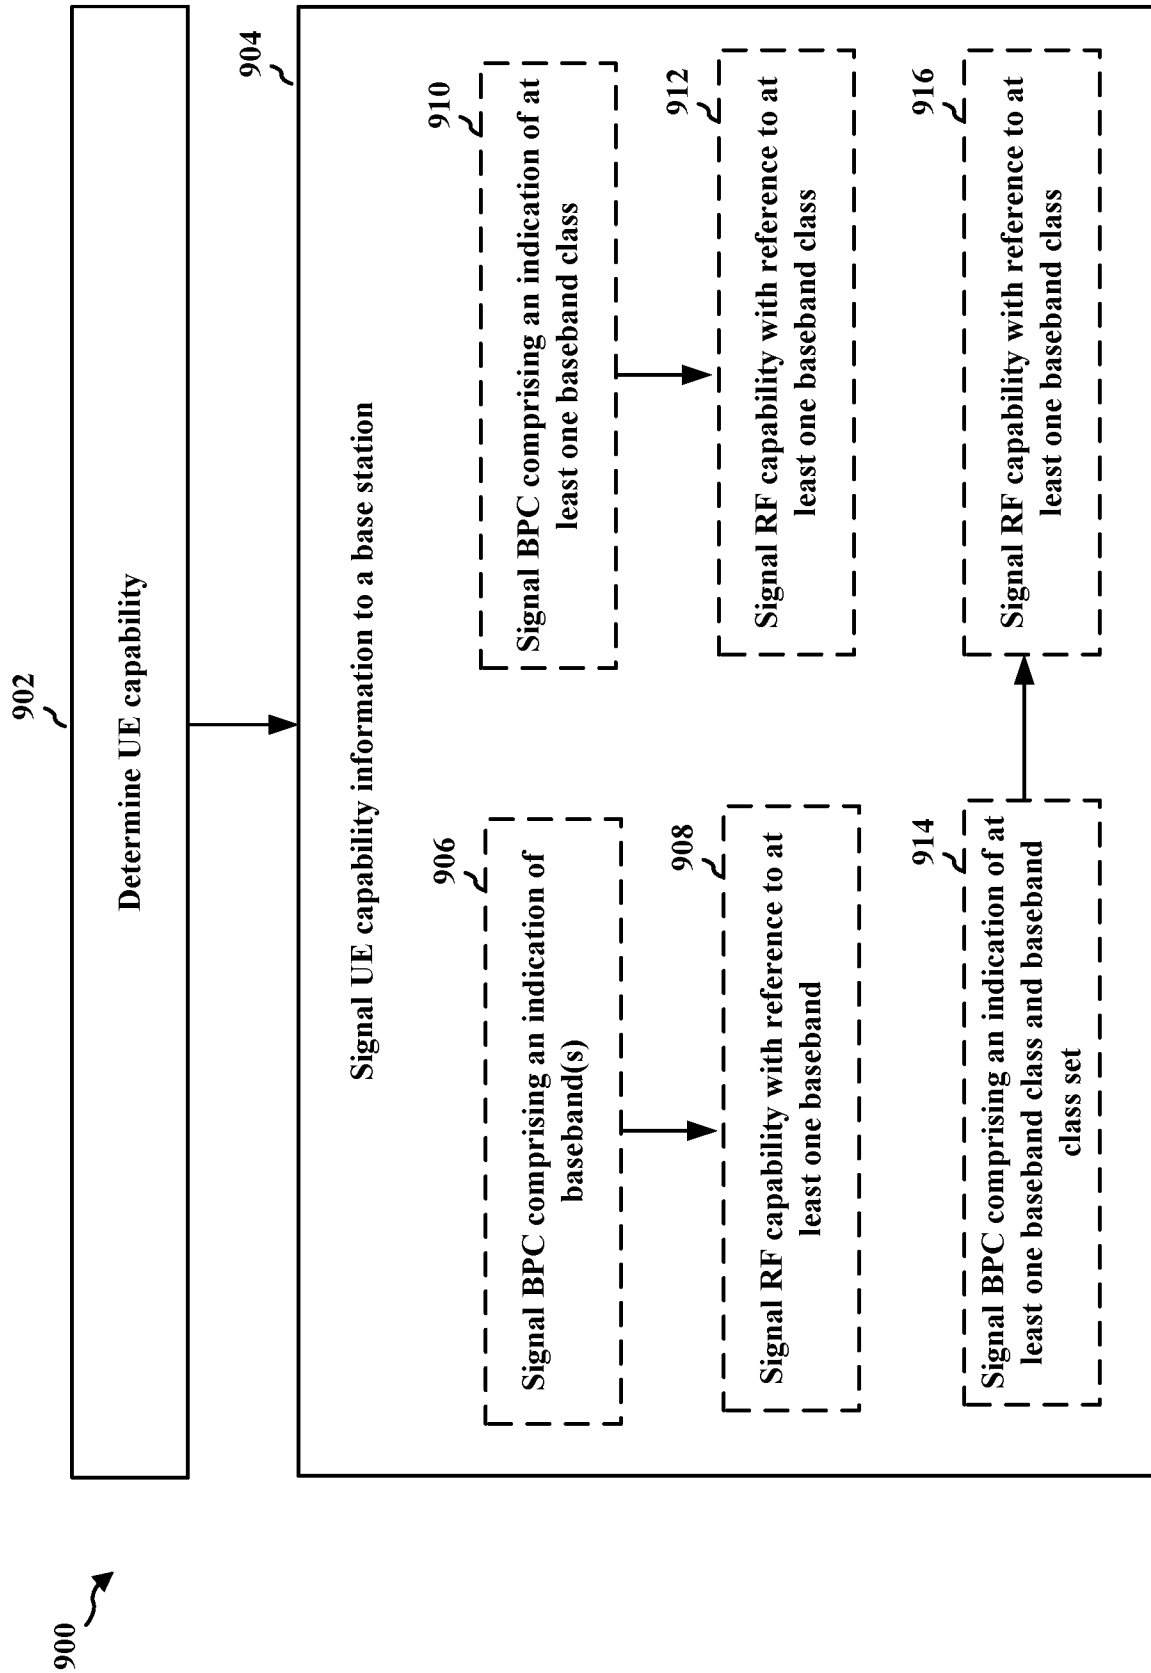 900
902
Determine UE capability
904
Signal UE capability information to a base station
906
Signal BPC comprising an indication of
baseband(s)
908
Signal RF capability with reference to at
least one baseband
910
Signal BPC comprising an indication of at
least one baseband class
912
Signal RF capability with reference to at
least one baseband class
914
Signal BPC comprising an indication of at
least one baseband class and baseband
class set
916
Signal RF capability with reference to at
least one baseband class